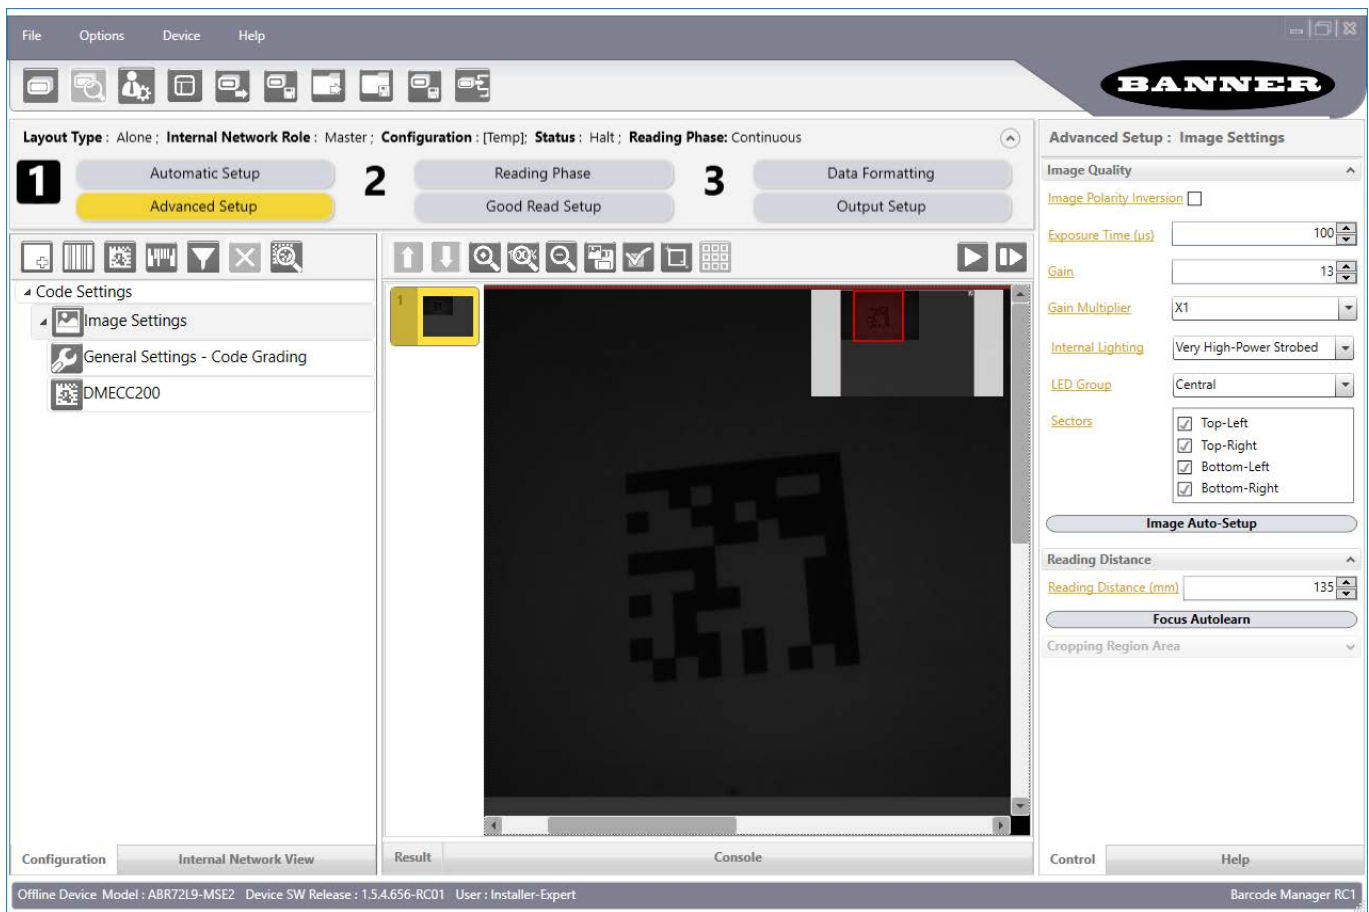 File Options Device Help
BANNER
Layout Type : Alone ; Internal Network Role : Master ; Configuration : [Temp]; Status : Halt ; Reading Phase: Continuous
1 Automatic Setup
Advanced Setup
2 Reading Phase
Good Read Setup
3 Data Formatting
Output Setup
100%
Code Settings
Image Settings
General Settings - Code Grading
DMECC200
1
Advanced Setup : Image Settings
Image Quality
Image Polarity Inversion
Exposure Time (µs) 100
Gain 13
Gain Multiplier X1
Internal Lighting Very High-Power Strobed
LED Group Central
Sectors Top-Left
Top-Right
Bottom-Left
Bottom-Right
Image Auto-Setup
Reading Distance
Reading Distance (mm) 135
Focus Autolearn
Cropping Region Area
Configuration Internal Network View
Result Console
Control Help
Offline Device Model : ABR72L9-MSE2 Device SW Release : 1.5.4.656-RC01 User : Installer-Expert
Barcode Manager RC1